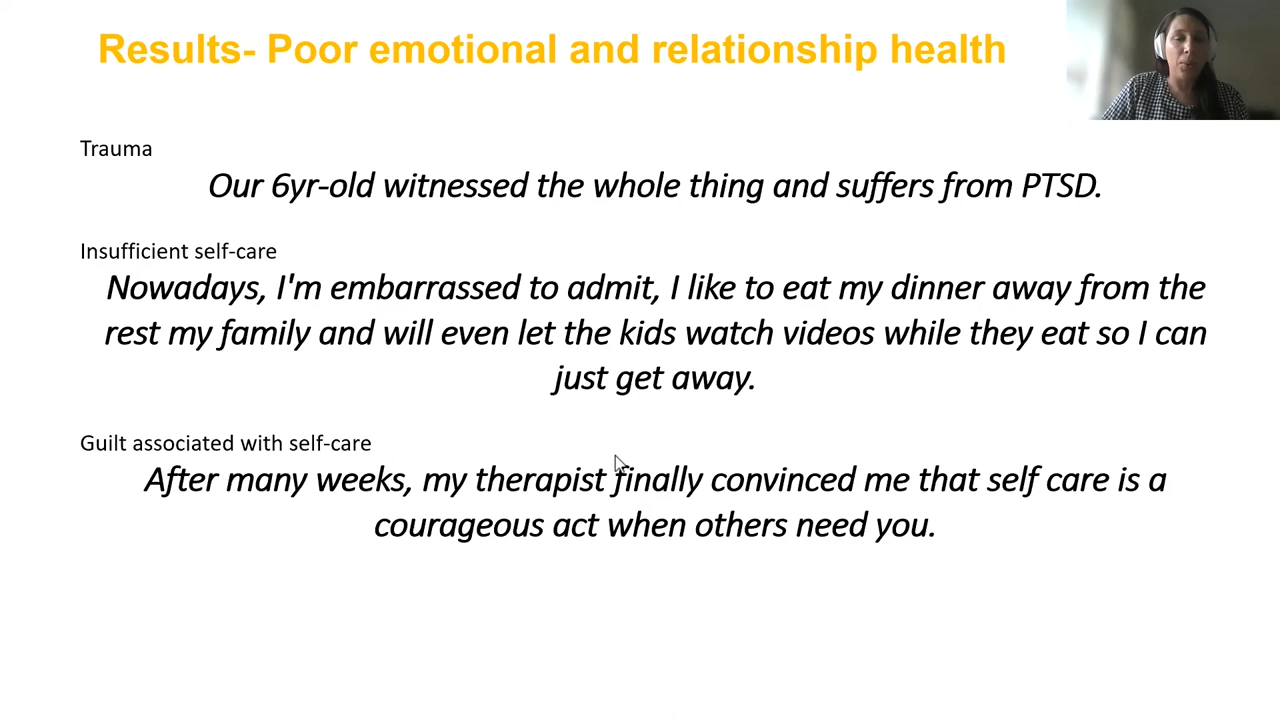 Results- Poor emotional and relationship health
Trauma
Our 6yr-old witnessed the whole thing and suffers from PTSD.
Insufficient self-care
Nowadays, I'm embarrassed to admit, I like to eat my dinner away from the
rest my family and will even let the kids watch videos while they eat so I can
just get away.
Guilt associated with self-care
After many weeks, my therapist finally convinced me that self care is a
courageous act when others need you.